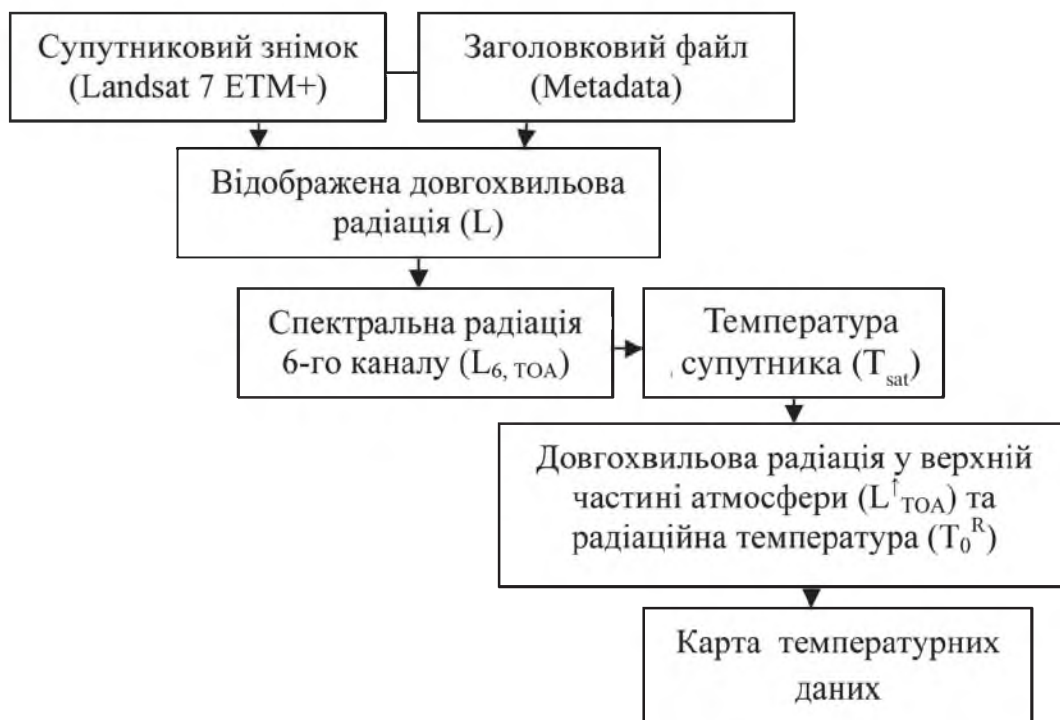 Супутниковий знімок
(Landsat 7 ETM+)
Заголовковий файл
(Metadata)
Відображена довгохвильова
радіація (L)
Спектральна радіація
6-го каналу (L6, TOA)
Температура
супутника (Tsat)
Довгохвильова радіація у верхній
частині атмосфери (L↑TOA) та
радіаційна температура (T0R)
Карта температурних
даних